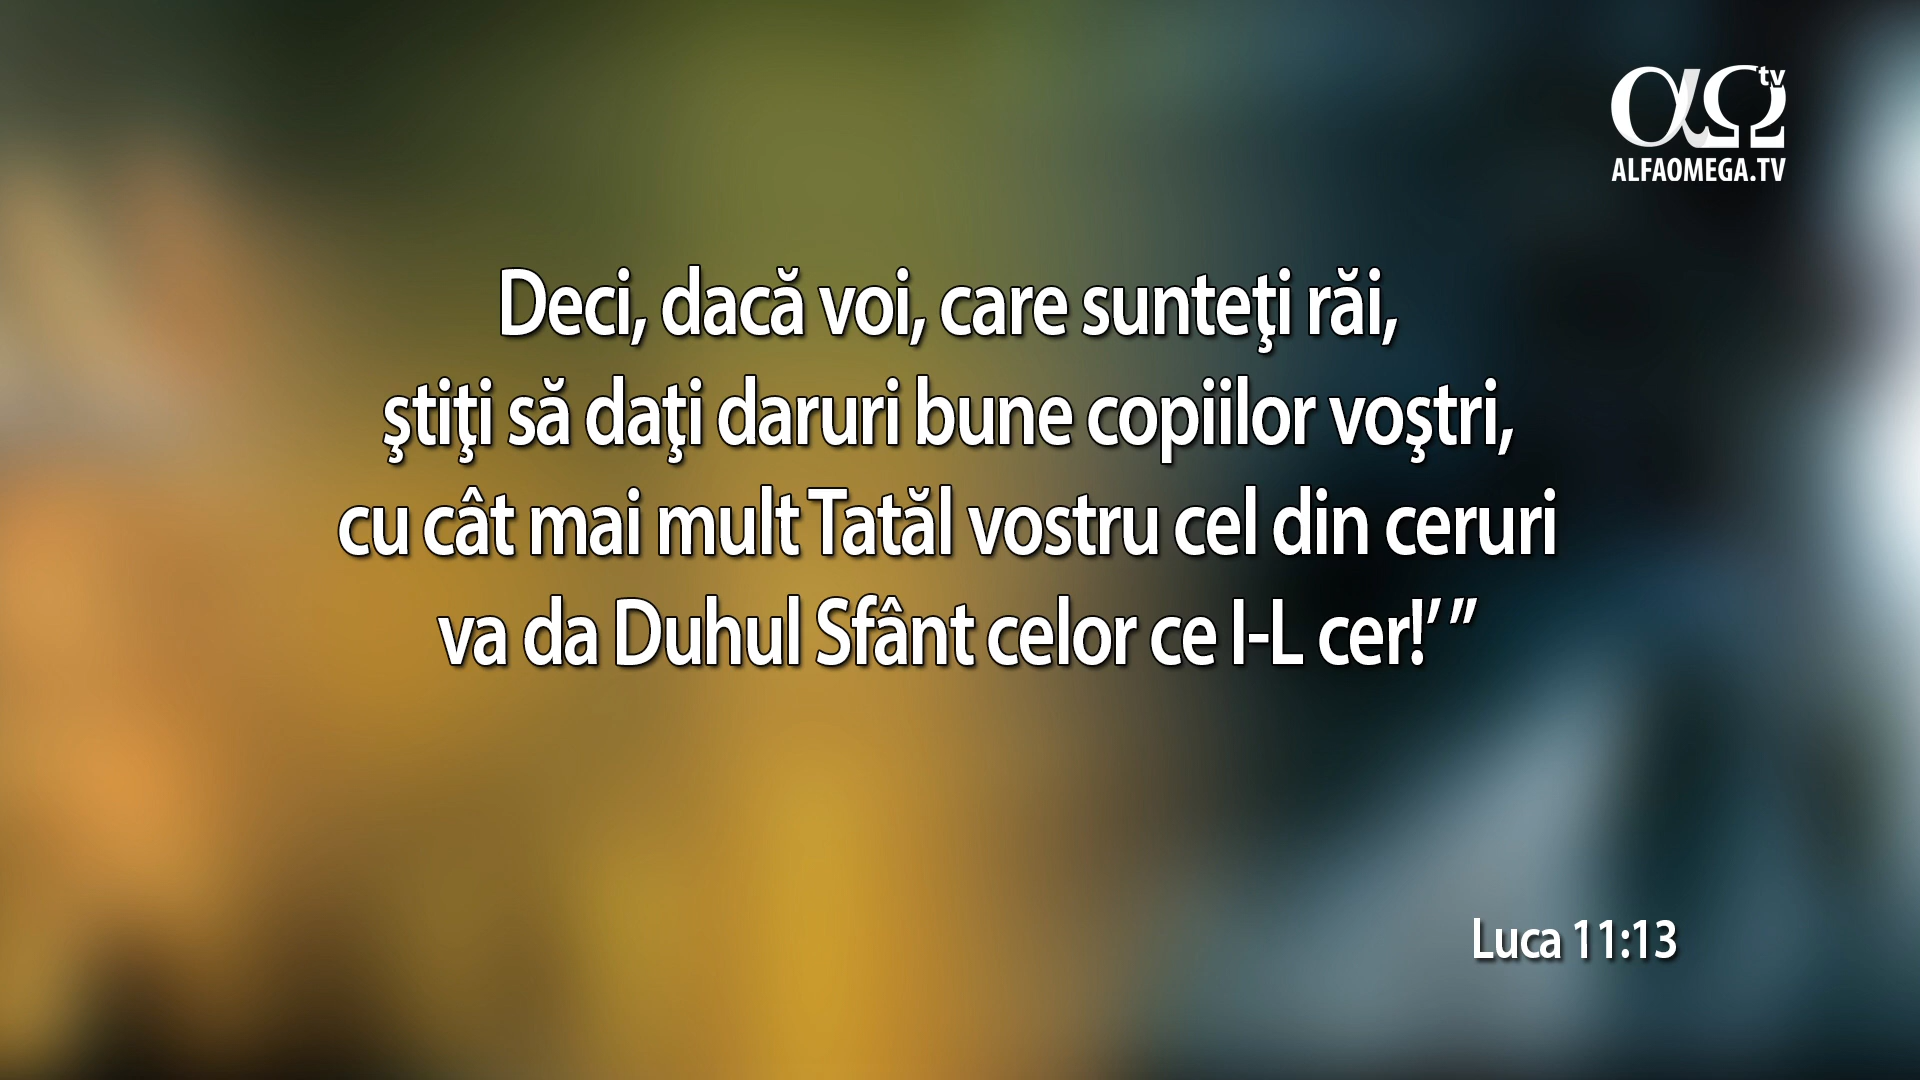 αΩ tv
ALFAOMEGA.TV
Deci, dacă voi, care sunteţi răi,
ştiţi să daţi daruri bune copiilor voştri,
cu cât mai mult Tatăl vostru cel din ceruri
va da Duhul Sfânt celor ce I-L cer!’ ”
Luca 11:13